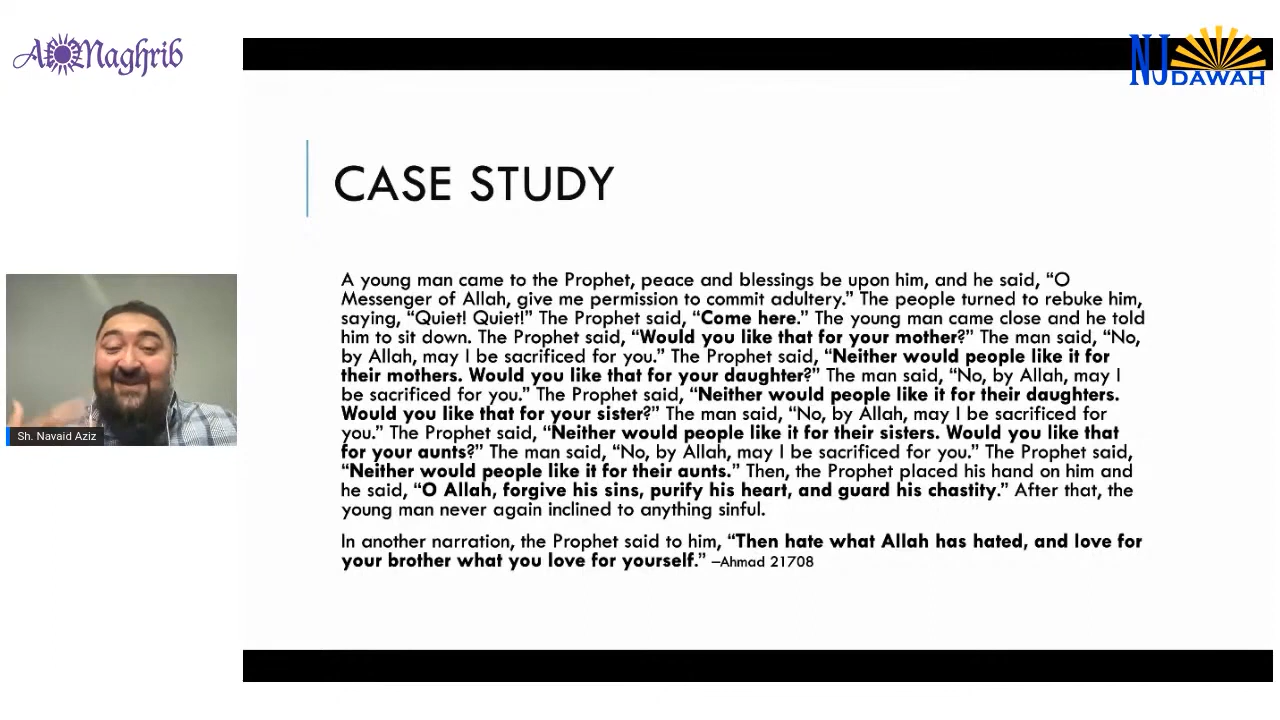 AlMaghrib
NJ
DAWAH
CASE STUDY
A young man came to the Prophet, peace and blessings be upon him, and he said, “O
Messenger of Allah, give me permission to commit adultery.” The people turned to rebuke him,
saying, “Quiet! Quiet!” The Prophet said, “Come here.” The young man came close and he told
him to sit down. The Prophet said, “Would you like that for your mother?” The man said, “No,
by Allah, may I be sacrificed for you.” The Prophet said, “Neither would people like it for
their mothers. Would you like that for your daughter?” The man said, “No, by Allah, may I
be sacrificed for you.” The Prophet said, “Neither would people like it for their daughters.
Would you like that for your sister?” The man said, “No, by Allah, may I be sacrificed for
you.” The Prophet said, “Neither would people like it for their sisters. Would you like that
for your aunts?” The man said, “No, by Allah, may I be sacrificed for you.” The Prophet said,
“Neither would people like it for their aunts.” Then, the Prophet placed his hand on him and
he said, “O Allah, forgive his sins, purify his heart, and guard his chastity.” After that, the
young man never again inclined to anything sinful.
In another narration, the Prophet said to him, “Then hate what Allah has hated, and love for
your brother what you love for yourself.” –Ahmad 21708
Sh. Navaid Aziz